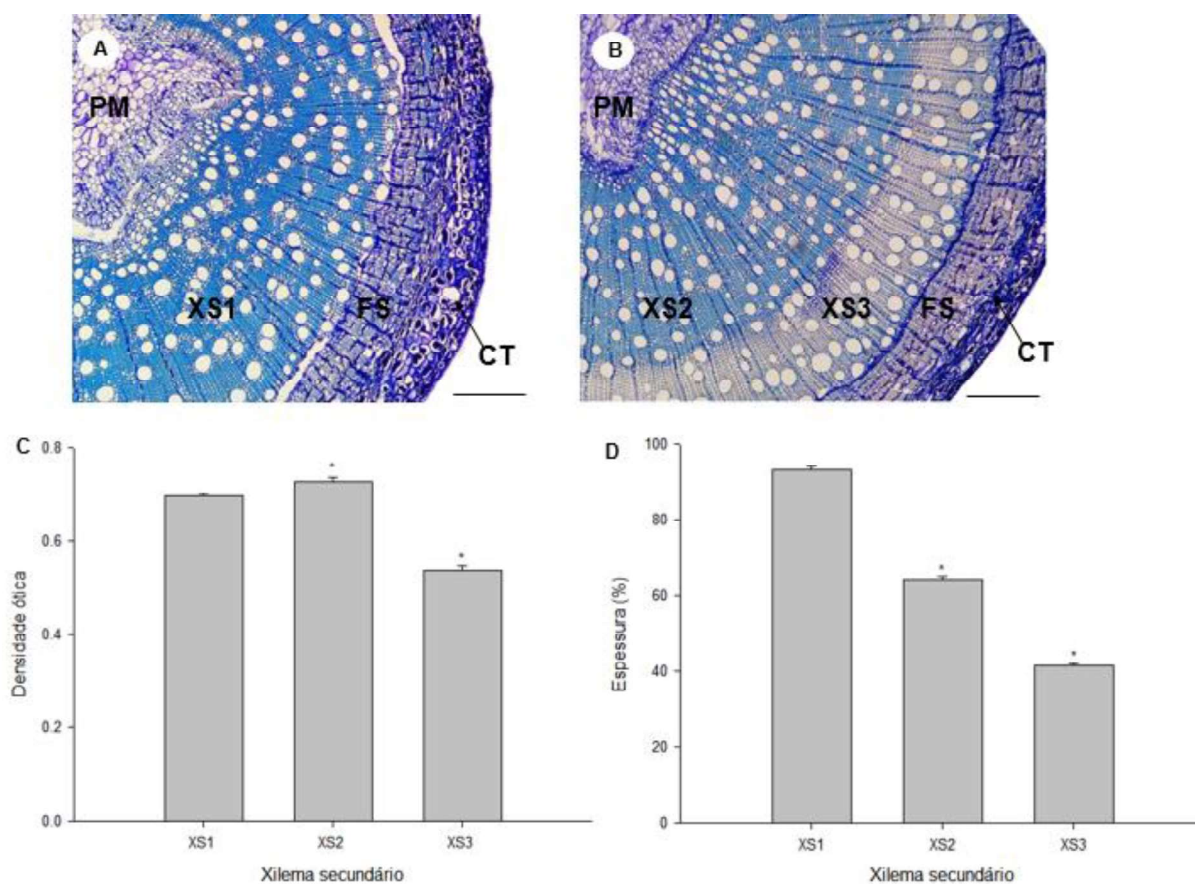 A
PM
XS1
FS
CT
B
PM
XS2
XS3
FS
CT
C
Densidade ótica
0.8
0.6
0.4
0.2
0.0
*
*
XS1 XS2 XS3
Xilema secundário
D
Espessura (%)
100
80
60
40
20
0
*
*
XS1 XS2 XS3
Xilema secundário